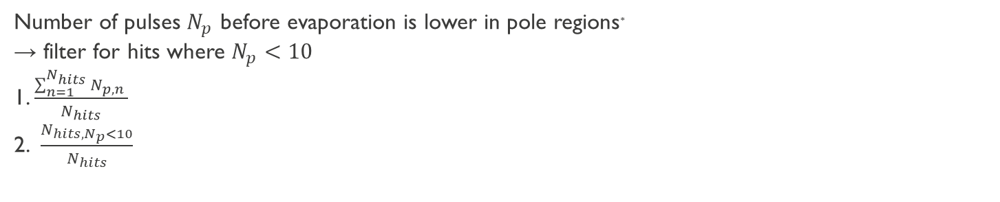 Number of pulses $N_p$ before evaporation is lower in pole regions*
→ filter for hits where $N_p < 10$
1. $\frac{\sum_{n=1}^{N_{hits}} N_{p,n}}{N_{hits}}$
2. $\frac{N_{hits,N_p<10}}{N_{hits}}$